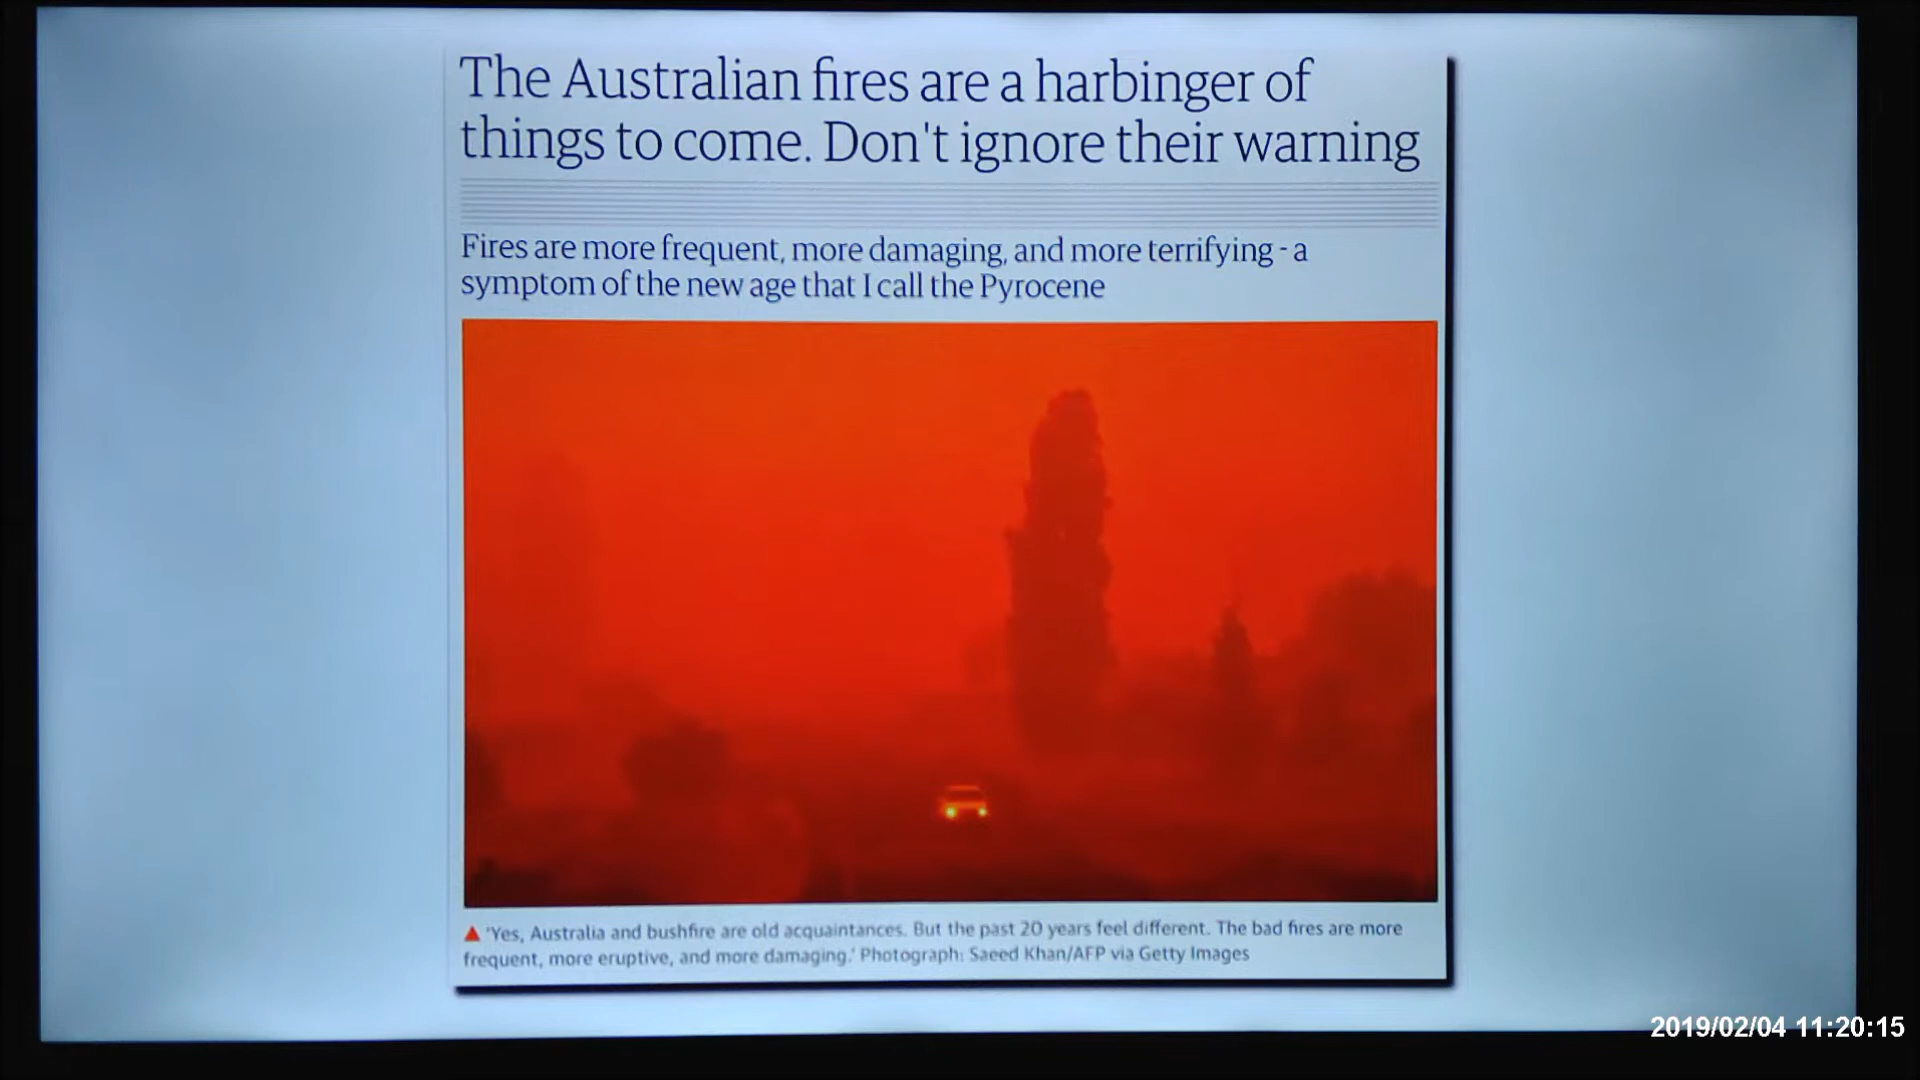 The Australian fires are a harbinger of
things to come. Don't ignore their warning
Fires are more frequent, more damaging, and more terrifying - a
symptom of the new age that I call the Pyrocene
'Yes, Australia and bushfire are old acquaintances. But the past 20 years feel different. The bad fires are more
frequent, more eruptive, and more damaging.' Photograph: Saeed Khan/AFP via Getty Images
2019/02/04 11:20:15